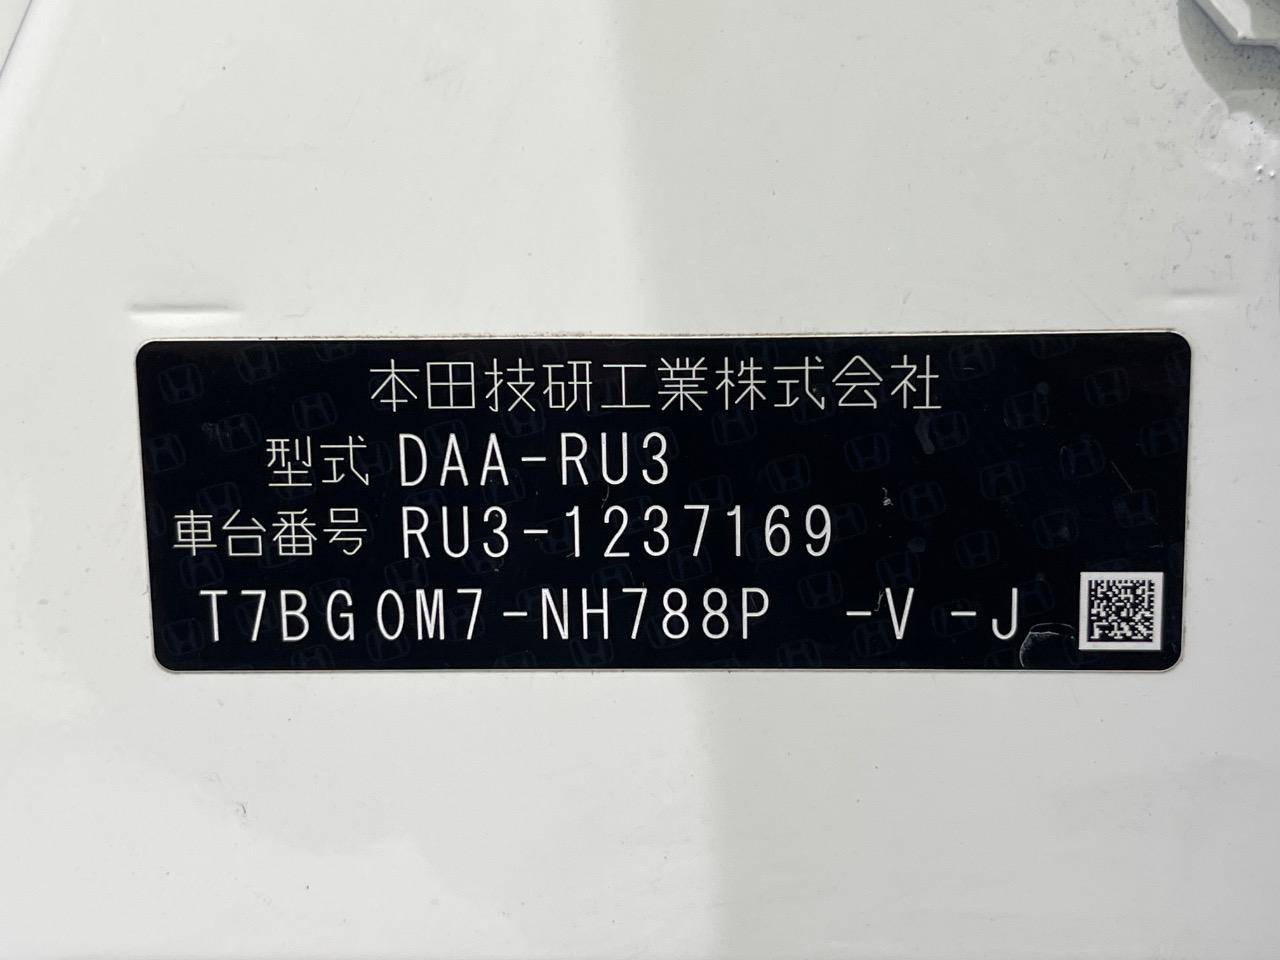 本田技研工業株式会社
型式 DAA-RU3
車台番号 RU3-1237169
T7BG0M7-NH788P -V -J